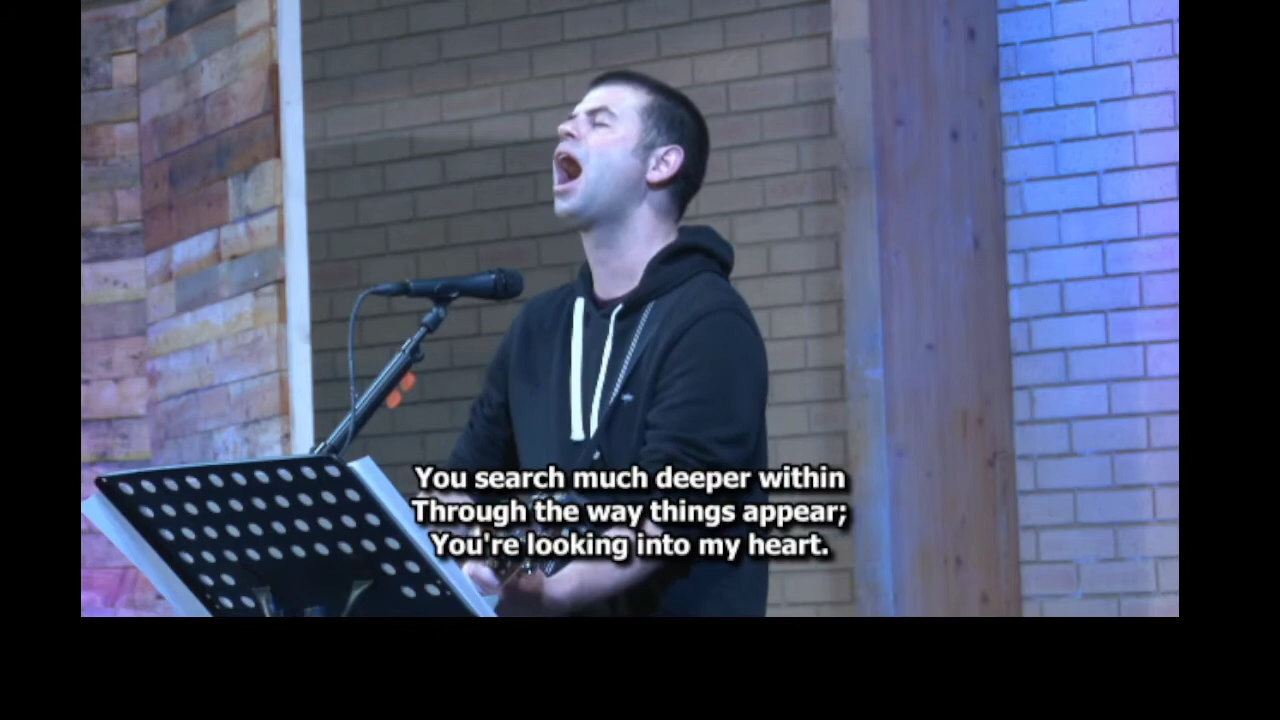 You search much deeper within
Through the way things appear;
You're looking into my heart.